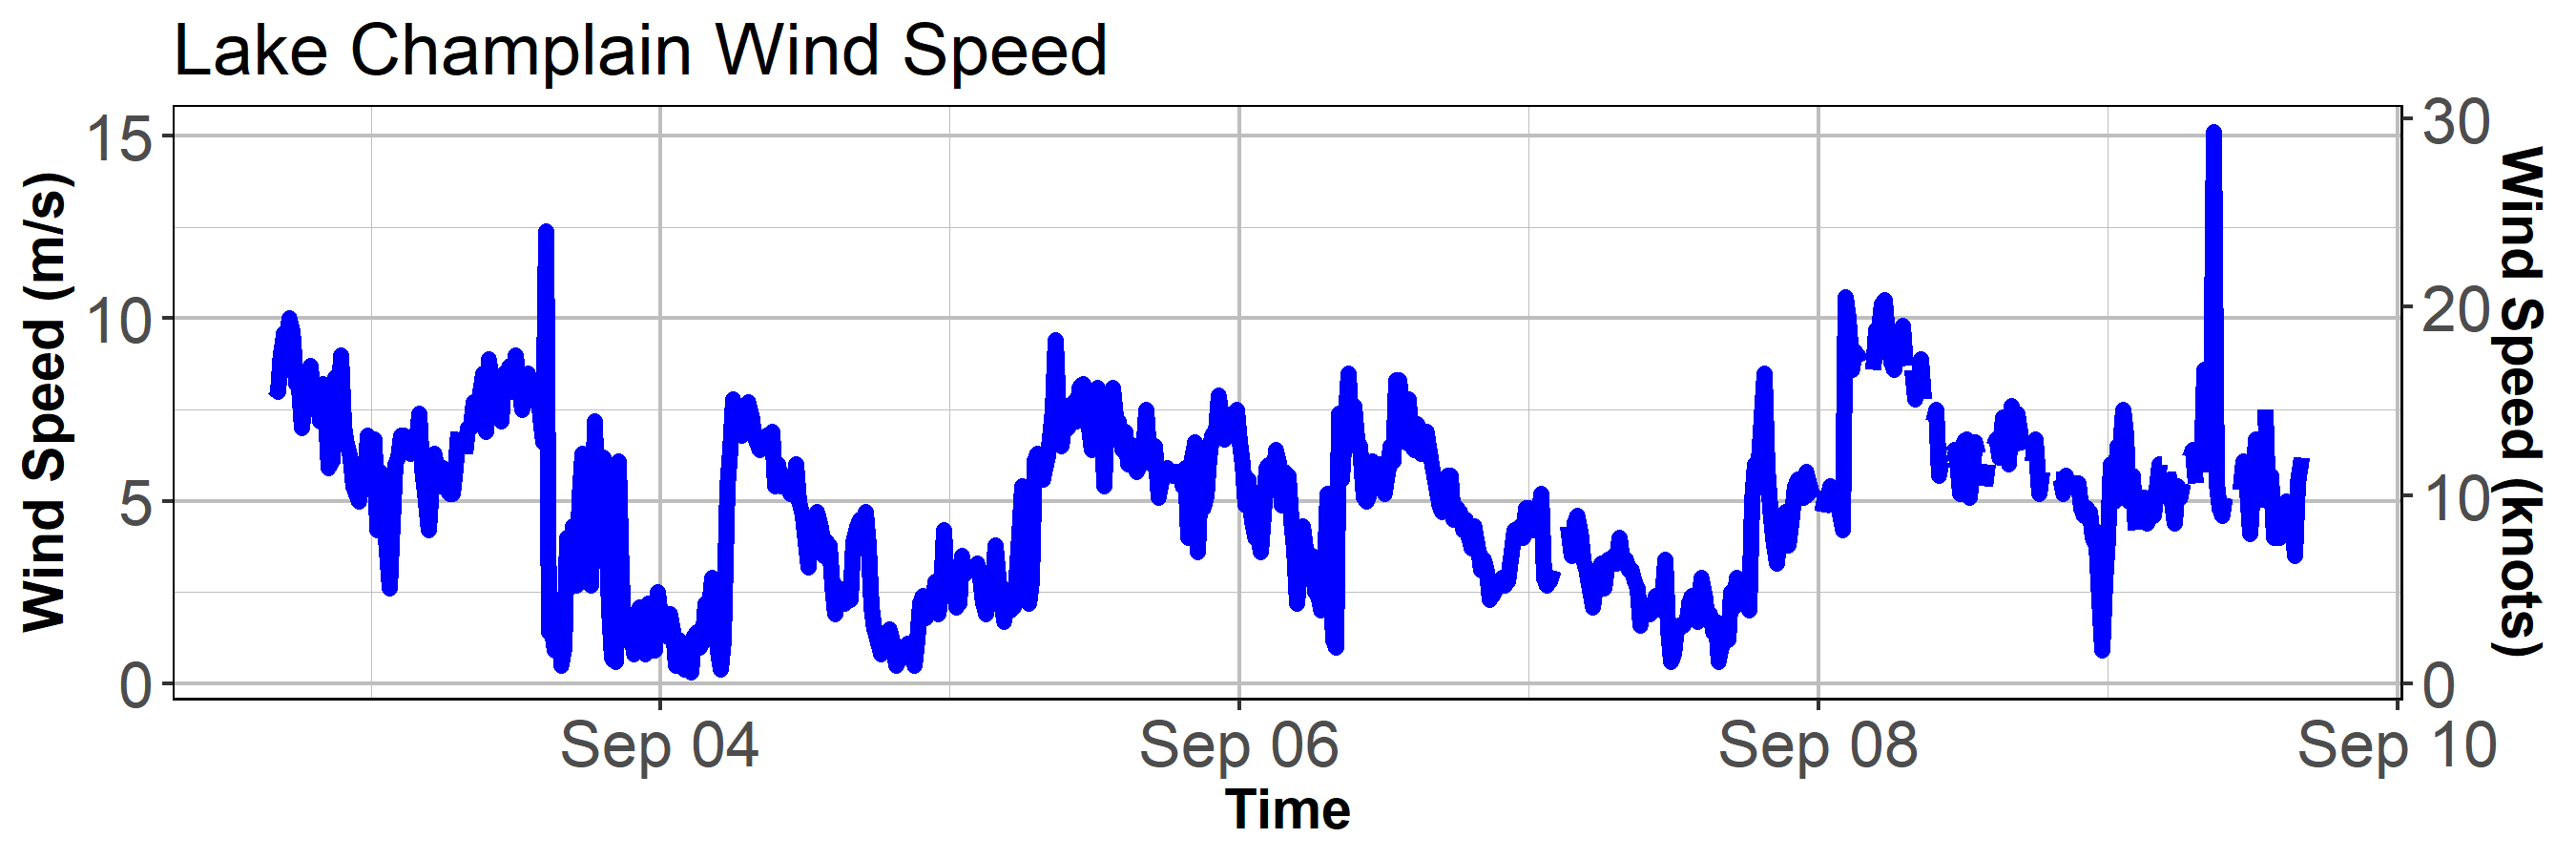 Lake Champlain Wind Speed
Wind Speed (m/s)
15
10
5
0
30
20
10
0
Wind Speed (knots)
Sep 04
Sep 06
Sep 08
Sep 10
Time